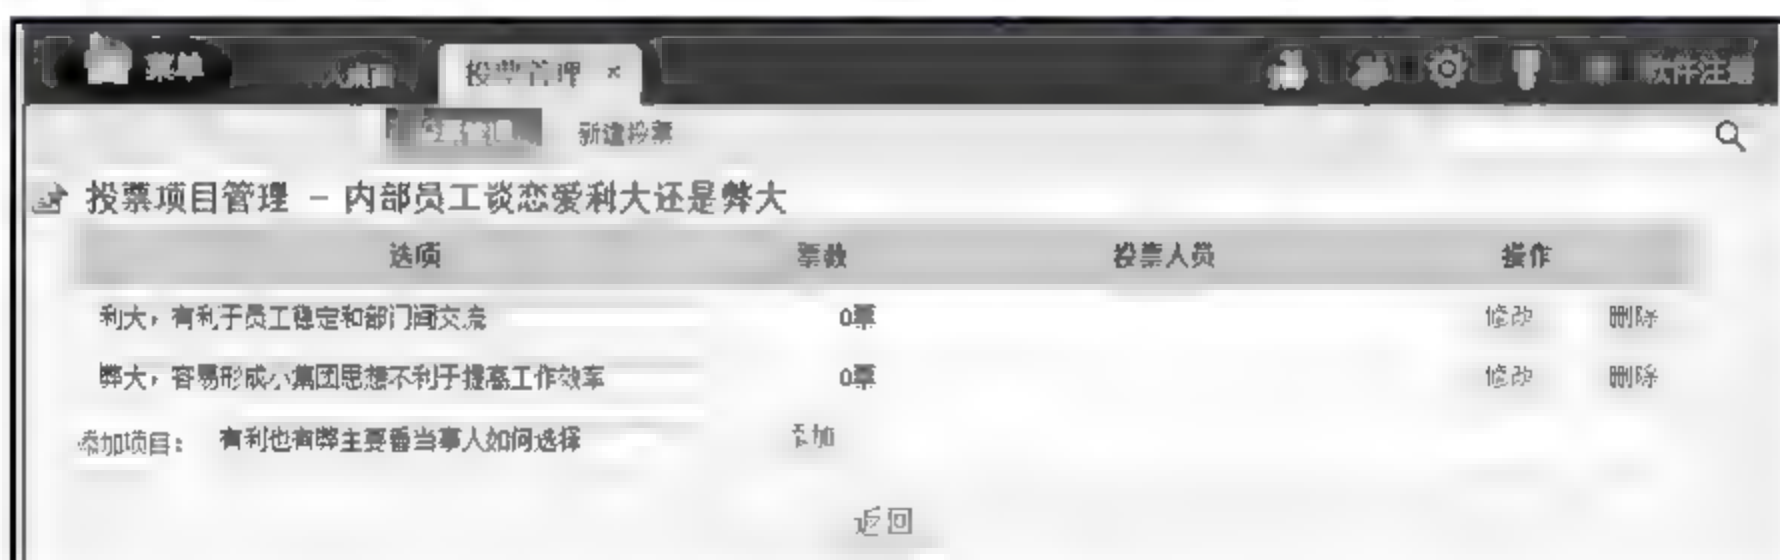 菜单 投票管理 × 软件注册
投票管理 新建投票
投票项目管理 - 内部员工谈恋爱利大还是弊大
选项 票数 投票人员 操作
利大，有利于员工稳定和部门间交流 0票 修改 删除
弊大，容易形成小集团思想不利于提高工作效率 0票 修改 删除
添加项目： 有利也有弊主要看当事人如何选择 添加
返回